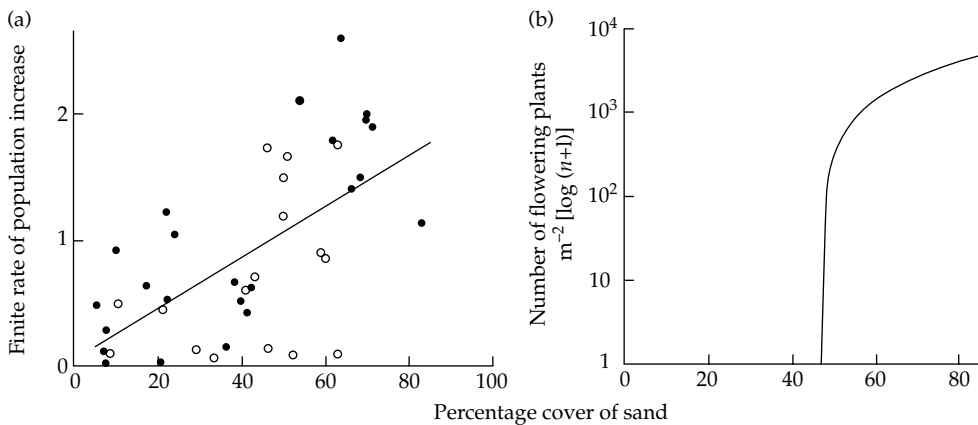 (a)
Finite rate of population increase
2
1
0
0 20 40 60 80 100
(b)
Number of flowering plants
m⁻² [log (n+l)]
10⁴
10³
10²
10
1
0 20 40 60 80
Percentage cover of sand